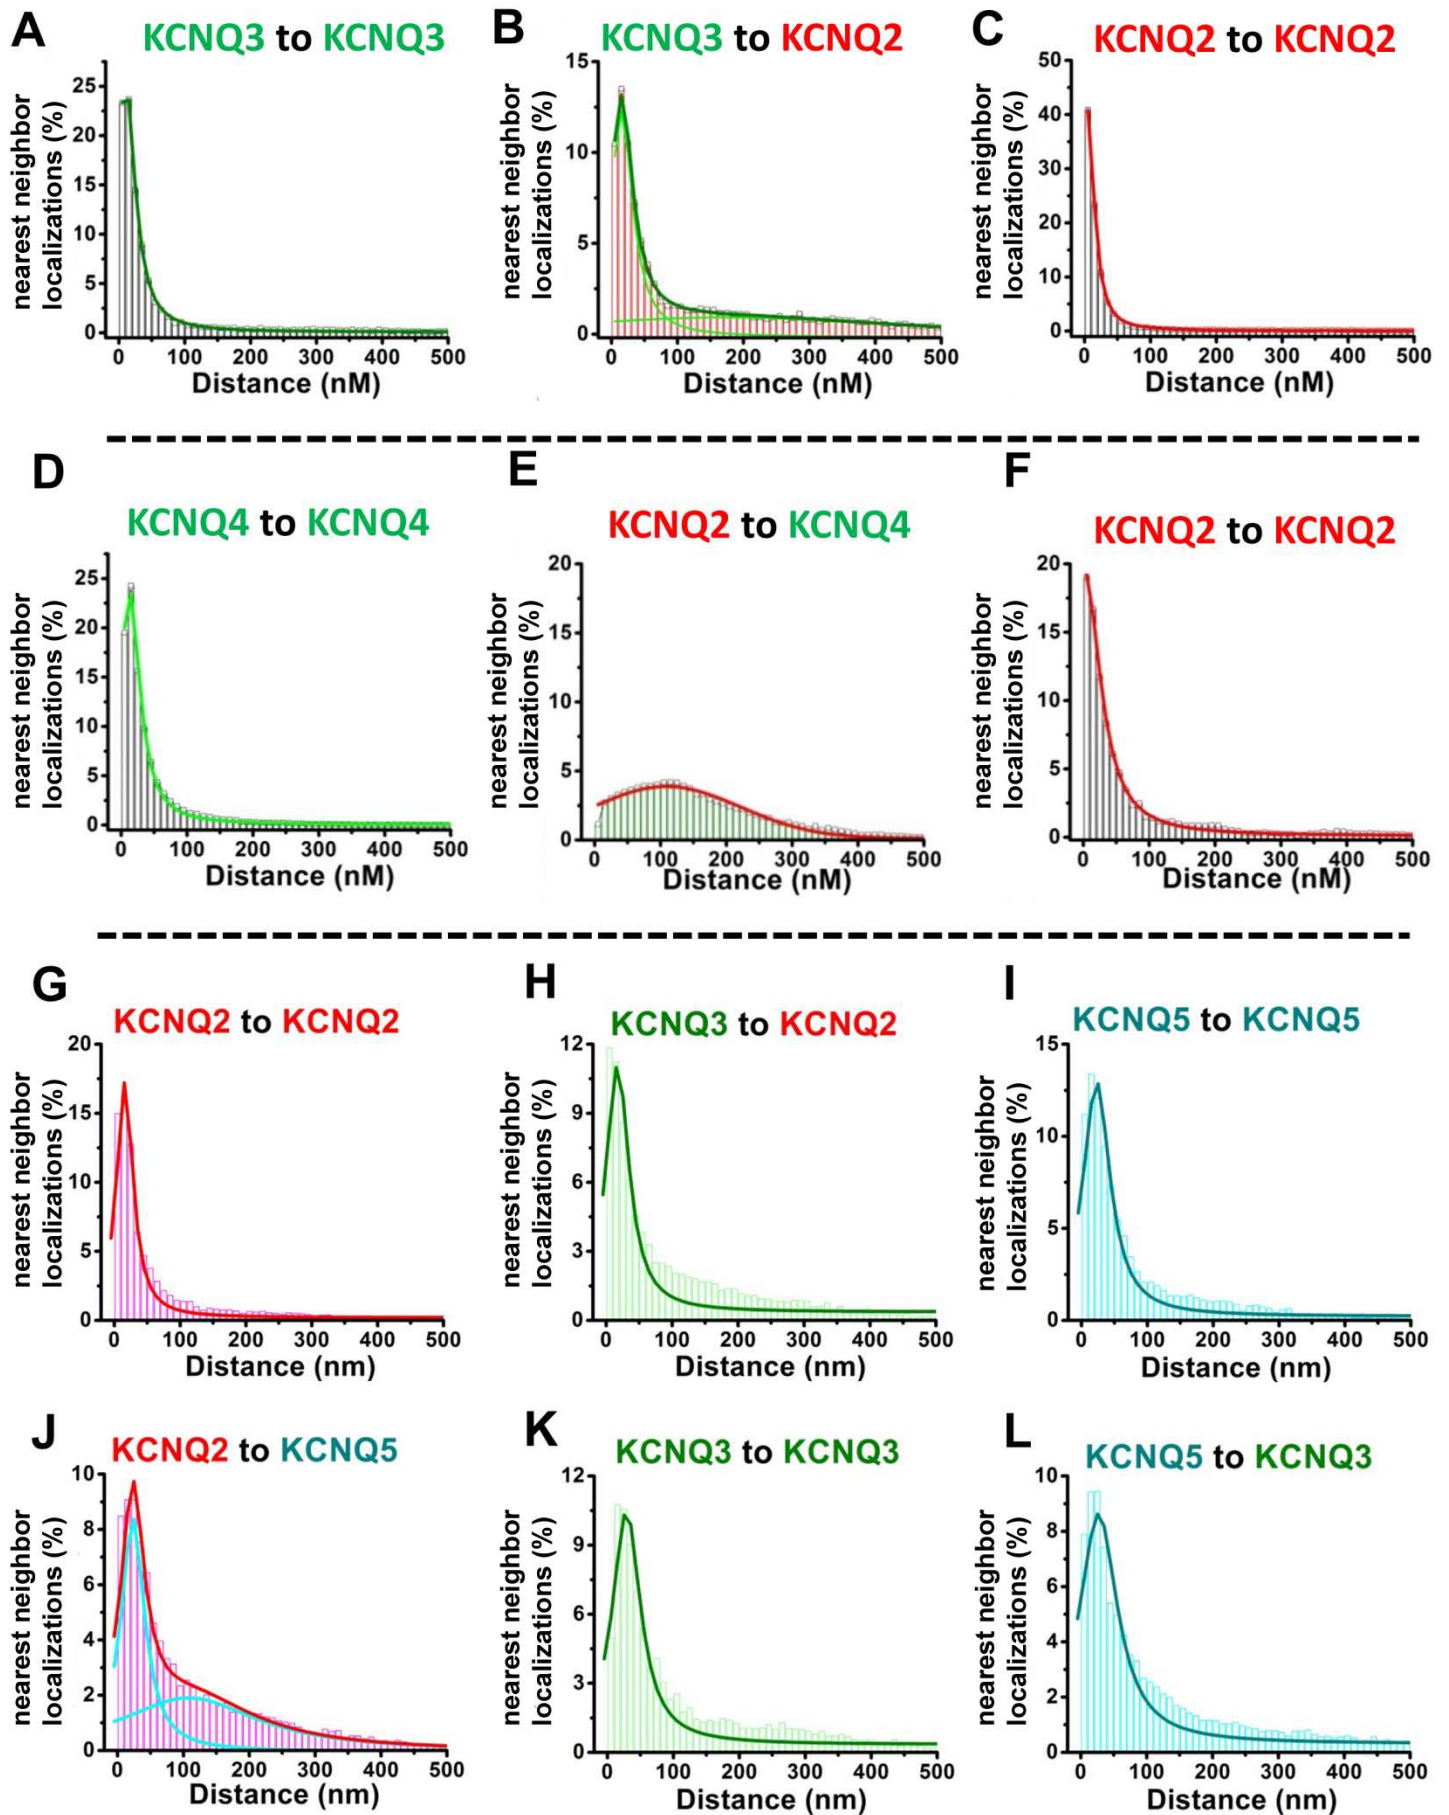 A
KCNQ3 to KCNQ3
nearest neighbor
localizations (%)
25
20
15
10
5
0
0 100 200 300 400 500
Distance (nM)
B
KCNQ3 to KCNQ2
nearest neighbor
localizations (%)
15
10
5
0
0 100 200 300 400 500
Distance (nM)
C
KCNQ2 to KCNQ2
nearest neighbor
localizations (%)
50
40
30
20
10
0
0 100 200 300 400 500
Distance (nM)
D
KCNQ4 to KCNQ4
nearest neighbor
localizations (%)
25
20
15
10
5
0
0 100 200 300 400 500
Distance (nM)
E
KCNQ2 to KCNQ4
nearest neighbor
localizations (%)
20
15
10
5
0
0 100 200 300 400 500
Distance (nM)
F
KCNQ2 to KCNQ2
nearest neighbor
localizations (%)
20
15
10
5
0
0 100 200 300 400 500
Distance (nM)
G
KCNQ2 to KCNQ2
nearest neighbor
localizations (%)
20
15
10
5
0
0 100 200 300 400 500
Distance (nm)
H
KCNQ3 to KCNQ2
nearest neighbor
localizations (%)
12
9
6
3
0
0 100 200 300 400 500
Distance (nm)
I
KCNQ5 to KCNQ5
nearest neighbor
localizations (%)
15
10
5
0
0 100 200 300 400 500
Distance (nm)
J
KCNQ2 to KCNQ5
nearest neighbor
localizations (%)
10
8
6
4
2
0
0 100 200 300 400 500
Distance (nm)
K
KCNQ3 to KCNQ3
nearest neighbor
localizations (%)
12
9
6
3
0
0 100 200 300 400 500
Distance (nm)
L
KCNQ5 to KCNQ3
nearest neighbor
localizations (%)
10
8
6
4
2
0
0 100 200 300 400 500
Distance (nm)